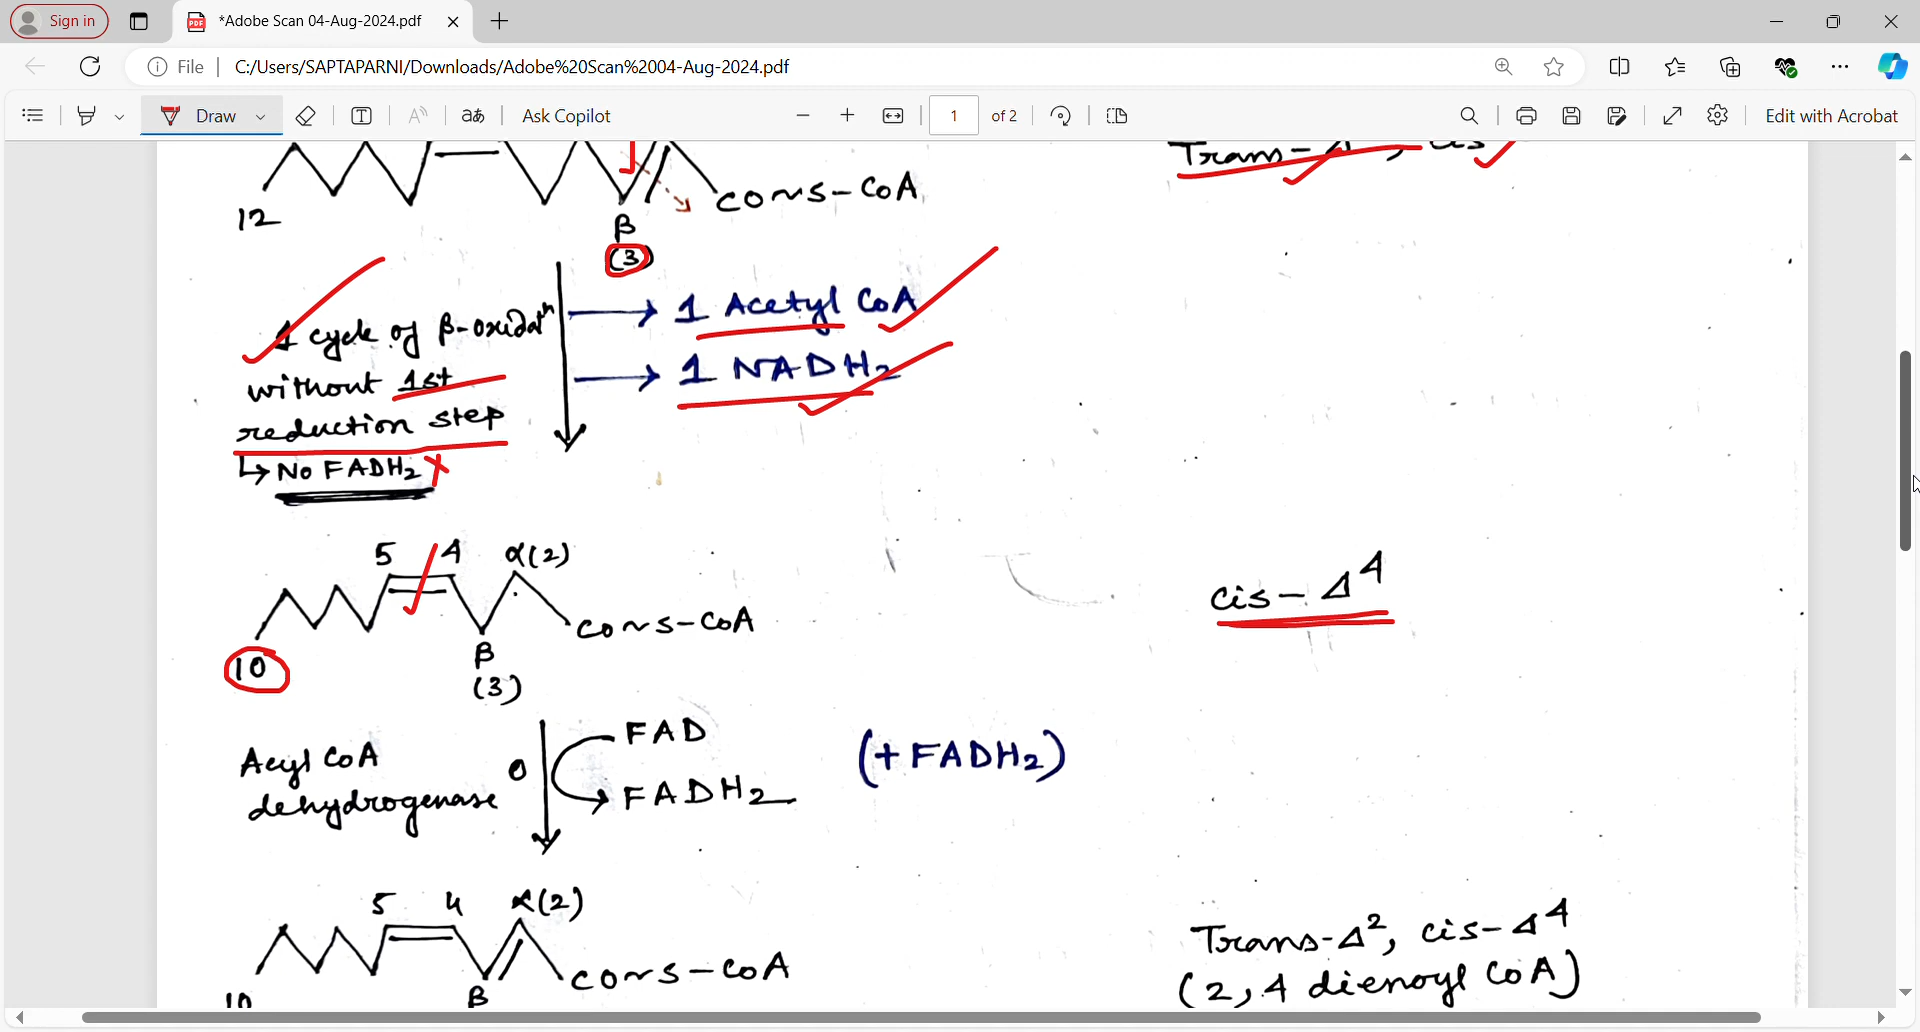 Sign in
*Adobe Scan 04-Aug-2024.pdf
File
C:/Users/SAPTAPARNI/Downloads/Adobe%20Scan%2004-Aug-2024.pdf
Draw
Ask Copilot
1 of 2
Edit with Acrobat
Trans-Δ , cis
12
CO~S-CoA
β
(3)
1 cycle of β-oxidatn
without 1st
reduction step
↳ No FADH2 x
→ 1 Acetyl CoA
→ 1 NADH2
5 4 α(2)
CO~S-CoA
10
β
(3)
cis-Δ4
Acyl CoA
dehydrogenase
FAD
FADH2
(+FADH2)
5 4 α(2)
CO~S-CoA
10
β
Trans-Δ2, cis-Δ4
(2,4 dienoyl CoA)